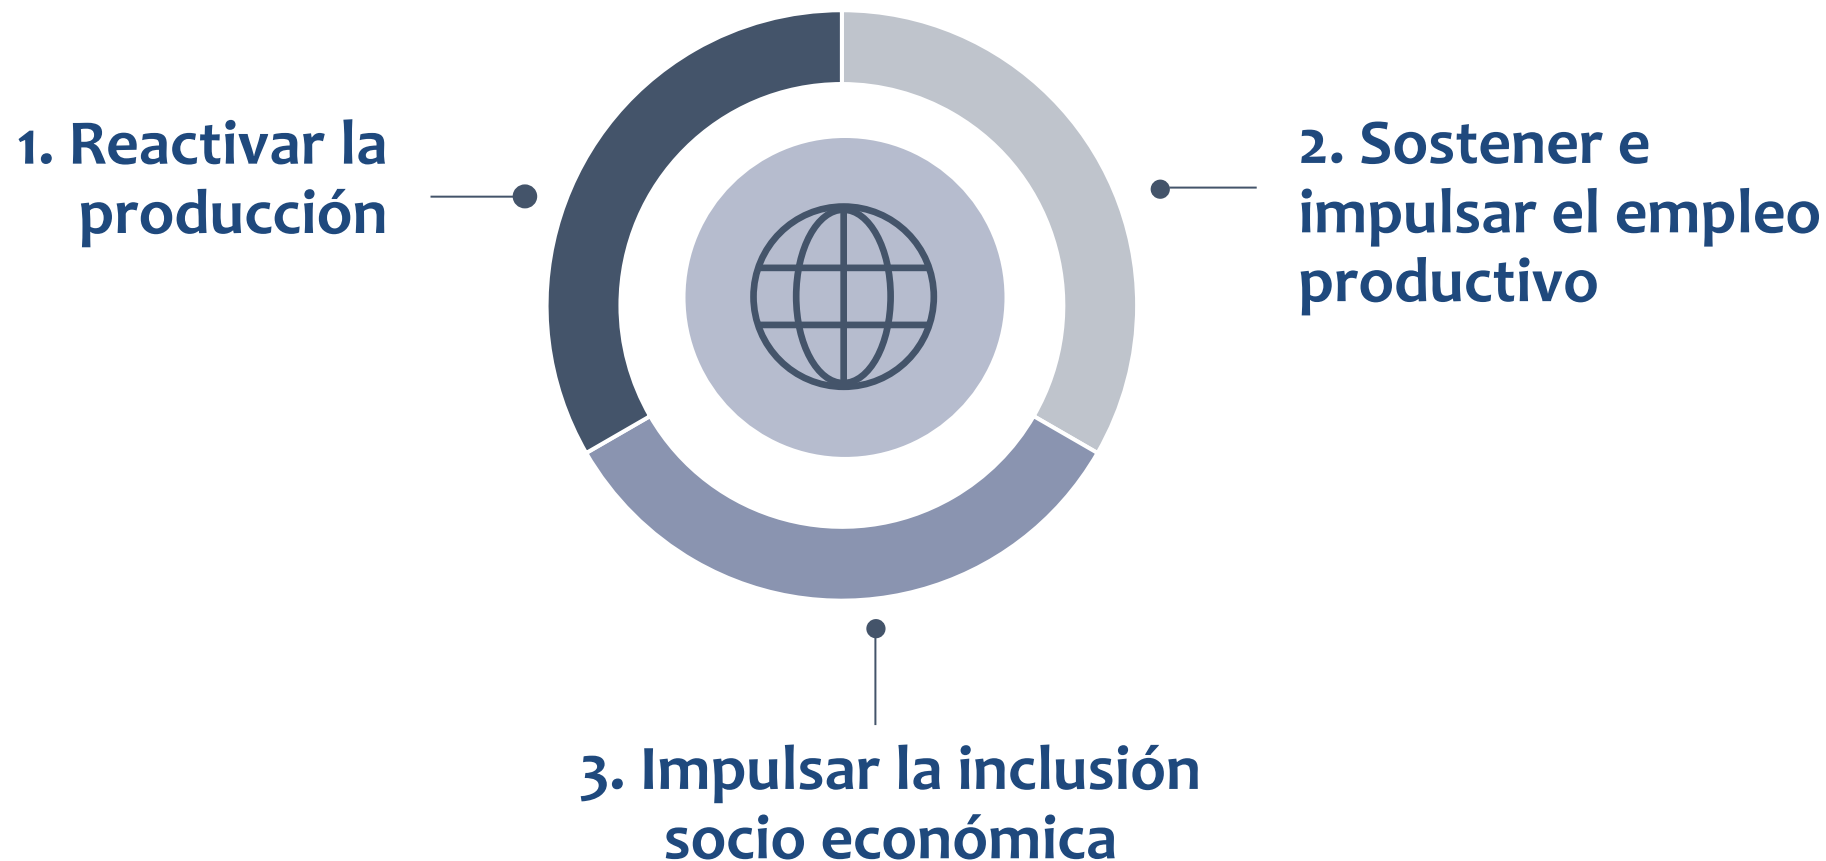 1. Reactivar la
producción
2. Sostener e
impulsar el empleo
productivo
3. Impulsar la inclusión
socio económica